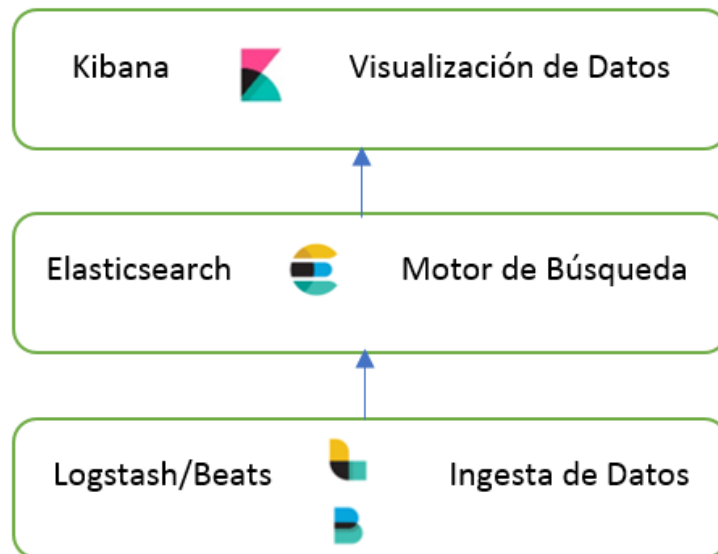 Kibana Visualización de Datos
Elasticsearch Motor de Búsqueda
Logstash/Beats Ingesta de Datos